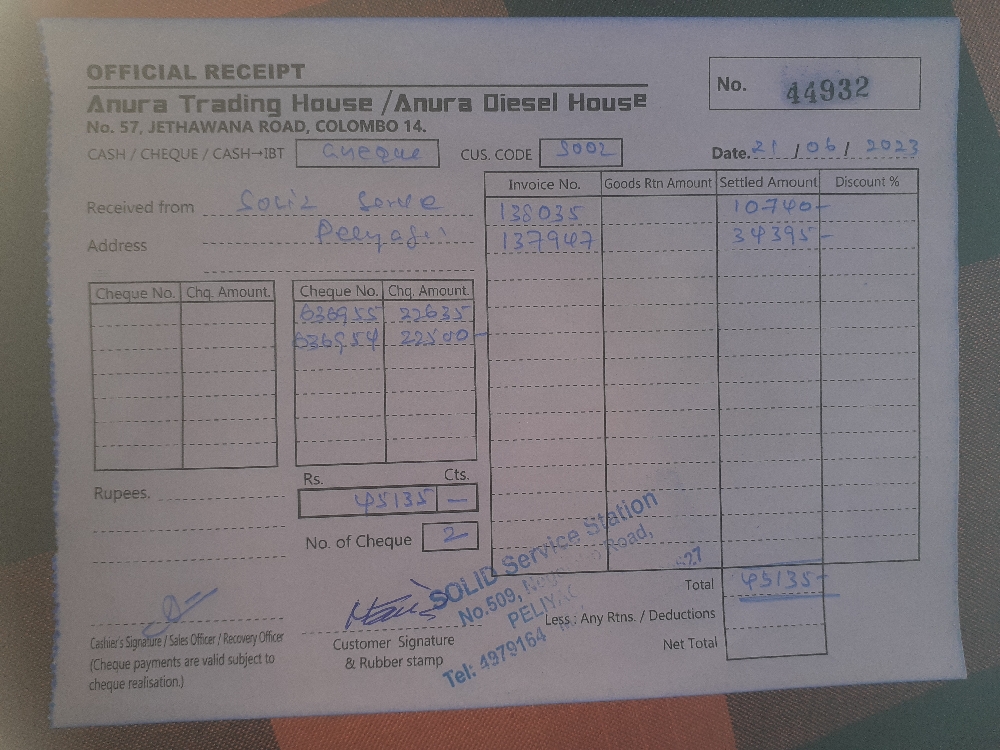 OFFICIAL RECEIPT
No. 44932
Anura Trading House / Anura Diesel House
No. 57, JETHAWANA ROAD, COLOMBO 14.
CASH / CHEQUE / CASH→IBT cheque CUS. CODE S002 Date. 21 / 06 / 2023
Invoice No. Goods Rtn Amount Settled Amount Discount %
Received from
138035 10740-
Address
137947 34395-
Cheque No. Chq. Amount. Cheque No. Chq. Amount.
636955 22635
636954 22500-
Rs. Cts.
Rupees. 45135 -
No. of Cheque 2
SOLID Service Station
No.509, Road,
PELIYA
Tel: 4979164
Total 45135-
Less : Any Rtns. / Deductions
Net Total
Cashier's Signature / Sales Officer / Recovery Officer
(Cheque payments are valid subject to
cheque realisation.)
Customer Signature
& Rubber stamp